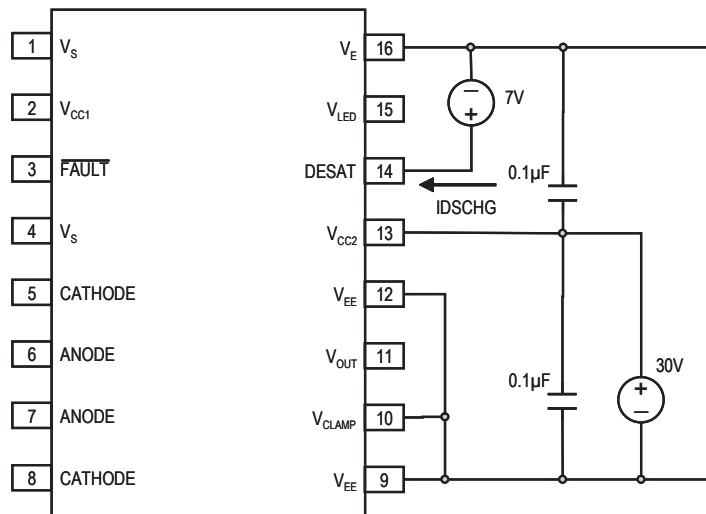 1 V_S
2 V_CC1
3 F̅A̅U̅L̅T̅
4 V_S
5 CATHODE
6 ANODE
7 ANODE
8 CATHODE
V_E 16
V_LED 15
DESAT 14
V_CC2 13
V_EE 12
V_OUT 11
V_CLAMP 10
V_EE 9
− 7V
+
IDSCHG
0.1µF
0.1µF
30V
+
−